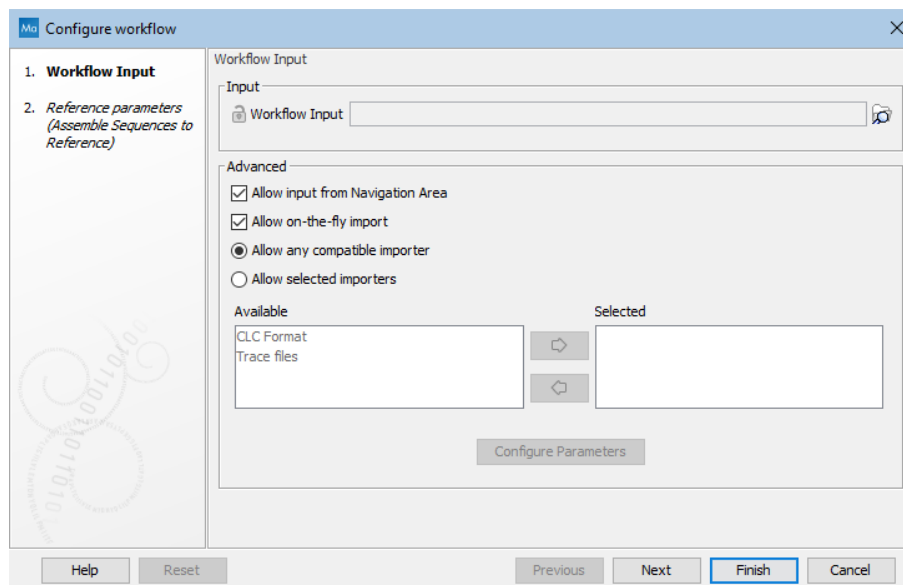 Ma Configure workflow
1. Workflow Input
2. Reference parameters
(Assemble Sequences to
Reference)
Workflow Input
Input
Workflow Input
Advanced
Allow input from Navigation Area
Allow on-the-fly import
Allow any compatible importer
Allow selected importers
Available Selected
CLC Format
Trace files
Configure Parameters
Help Reset Previous Next Finish Cancel